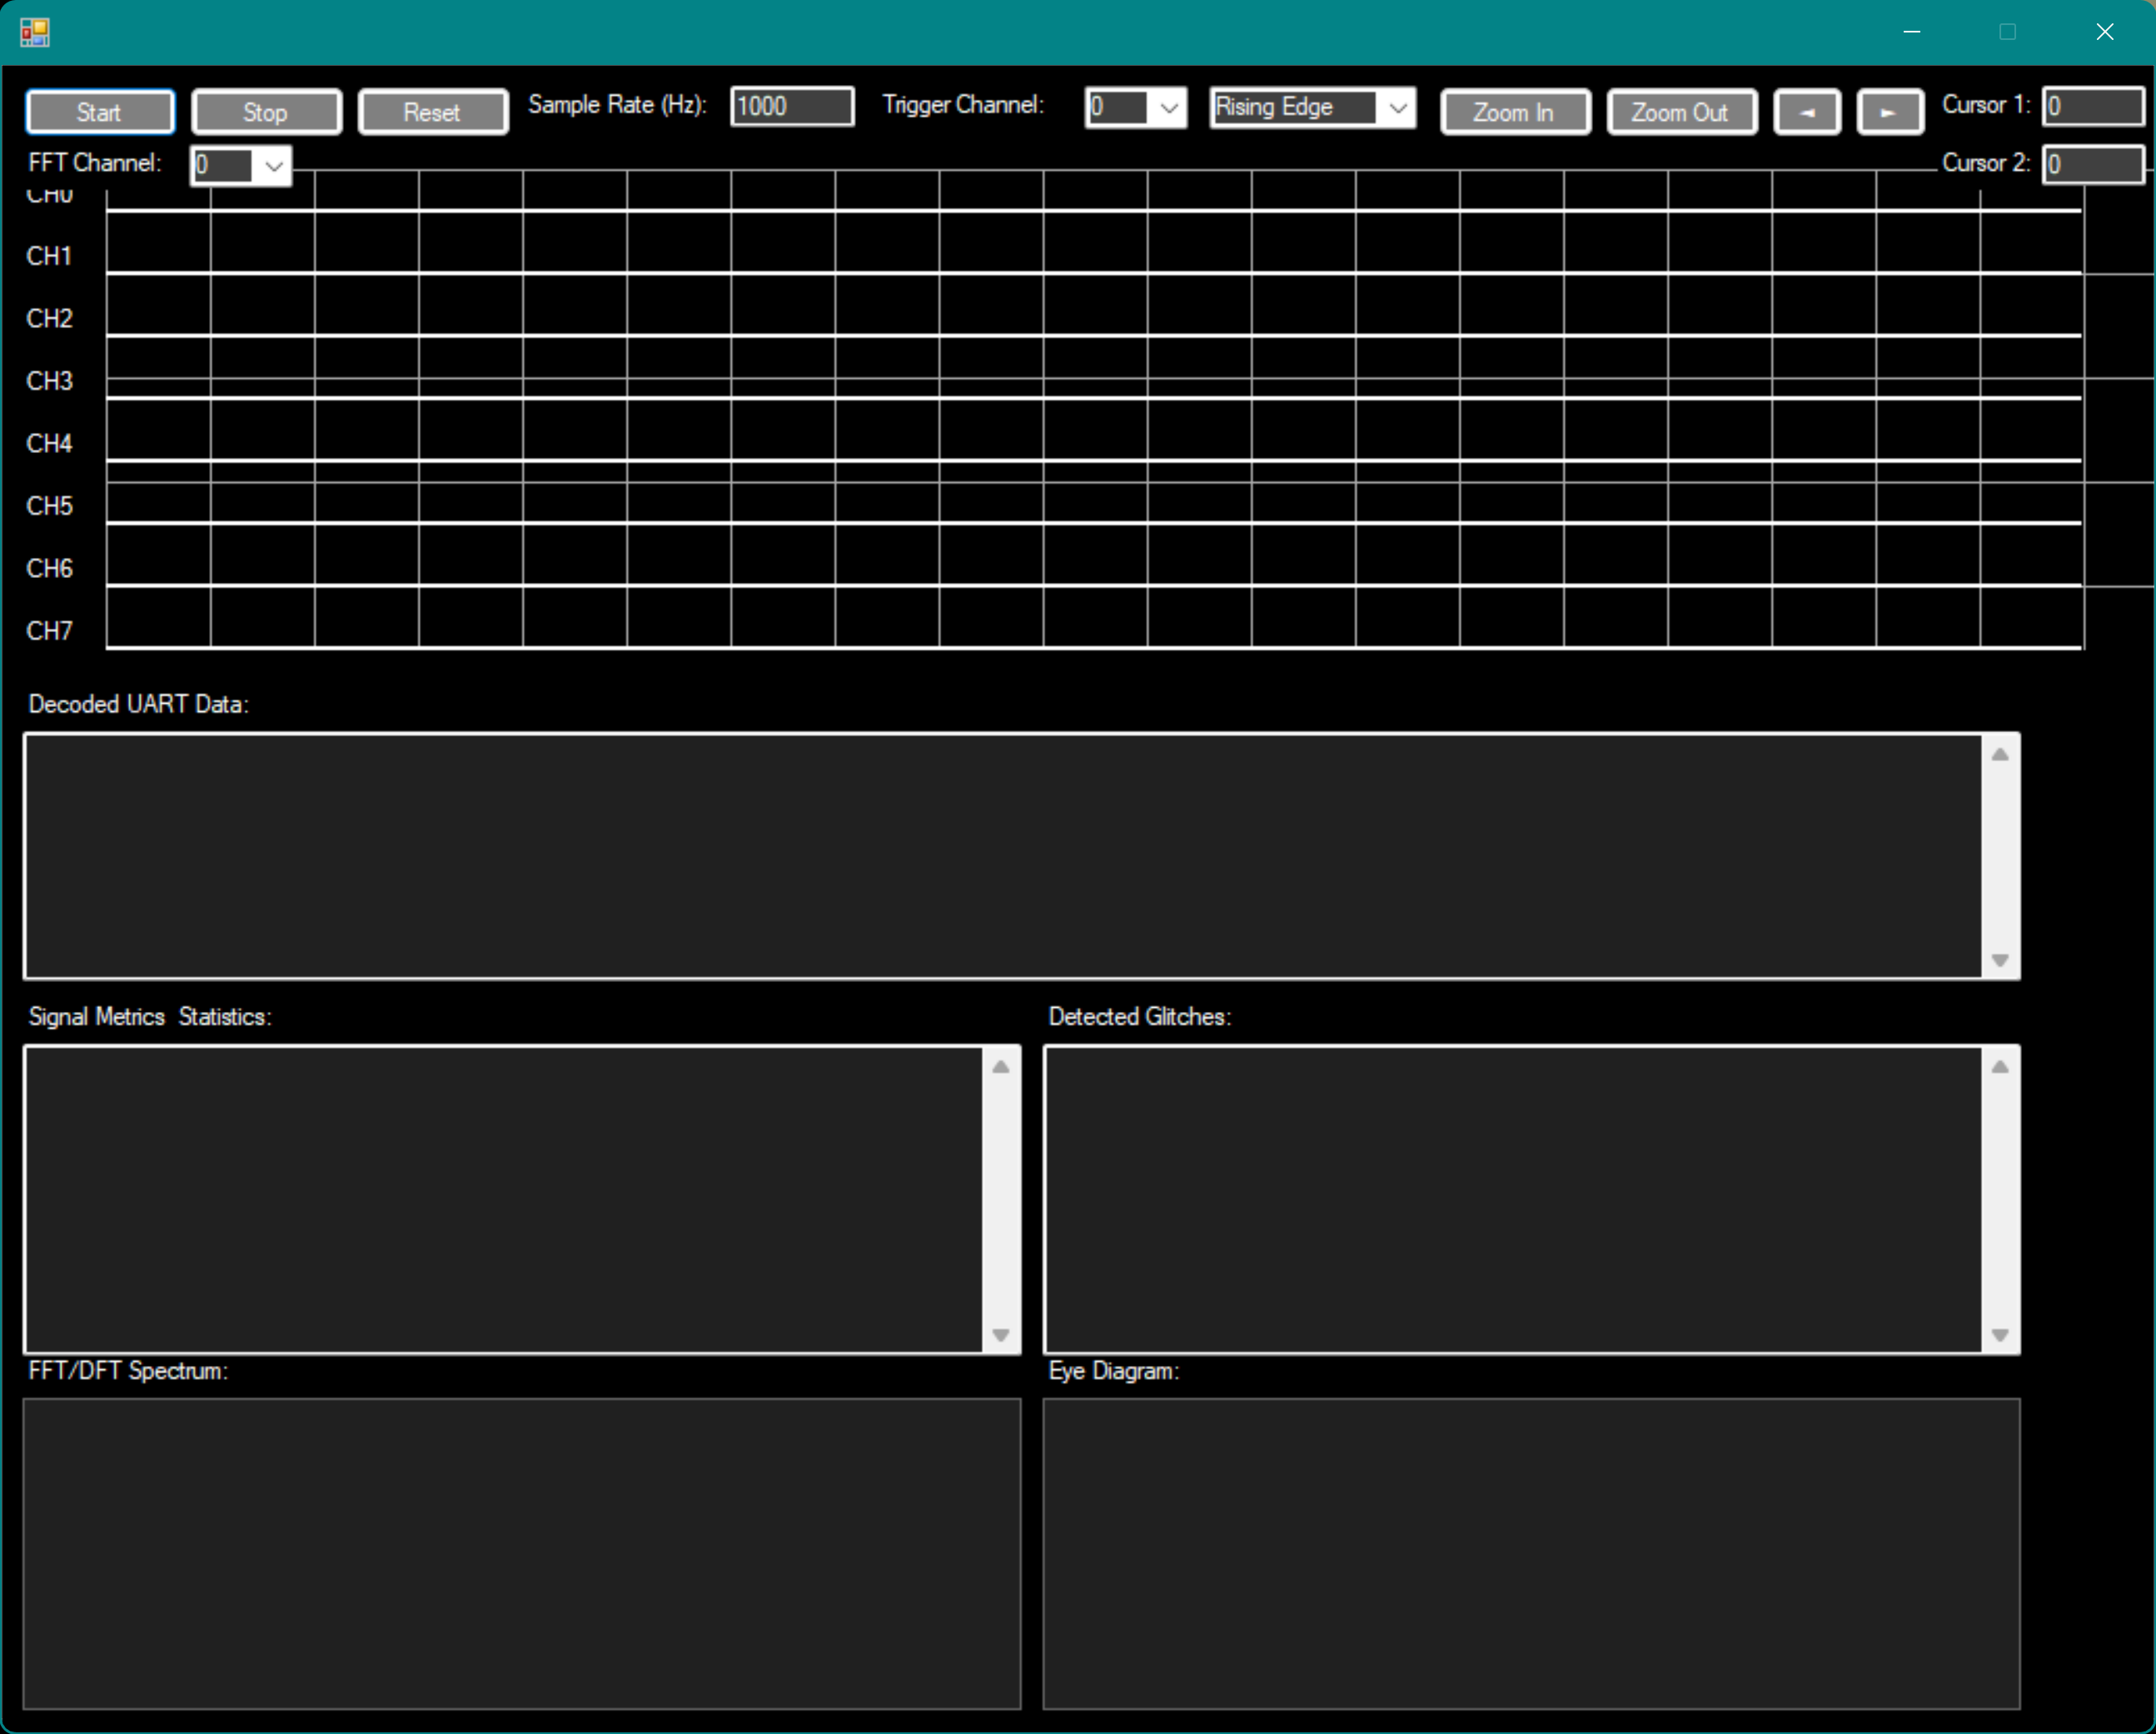 Start Stop Reset Sample Rate (Hz): 1000 Trigger Channel: 0 Rising Edge Zoom In Zoom Out ◄ ► Cursor 1: 0
FFT Channel: 0 Cursor 2: 0
CH0
CH1
CH2
CH3
CH4
CH5
CH6
CH7
Decoded UART Data:
Signal Metrics  Statistics: Detected Glitches:
FFT/DFT Spectrum: Eye Diagram: